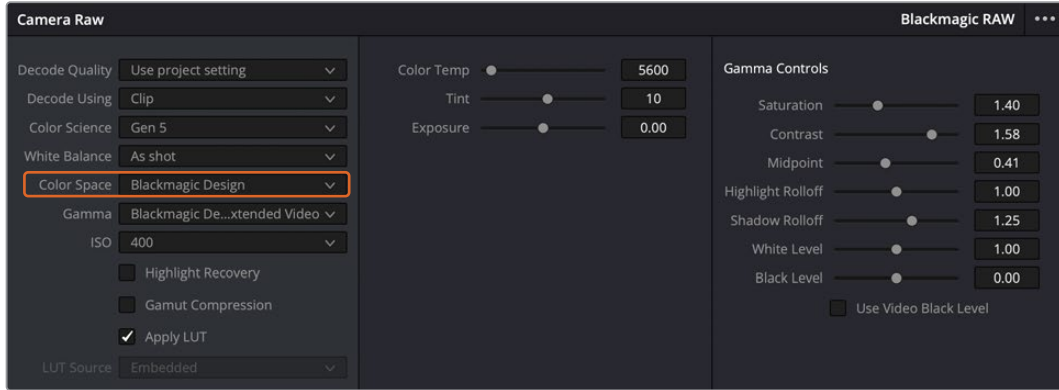 Camera Raw
Blackmagic RAW
Decode Quality Use project setting
Decode Using Clip
Color Science Gen 5
White Balance As shot
Color Space Blackmagic Design
Gamma Blackmagic De...xtended Video
ISO 400
Highlight Recovery
Gamut Compression
Apply LUT
LUT Source Embedded
Color Temp 5600
Tint 10
Exposure 0.00
Gamma Controls
Saturation 1.40
Contrast 1.58
Midpoint 0.41
Highlight Rolloff 1.00
Shadow Rolloff 1.25
White Level 1.00
Black Level 0.00
Use Video Black Level